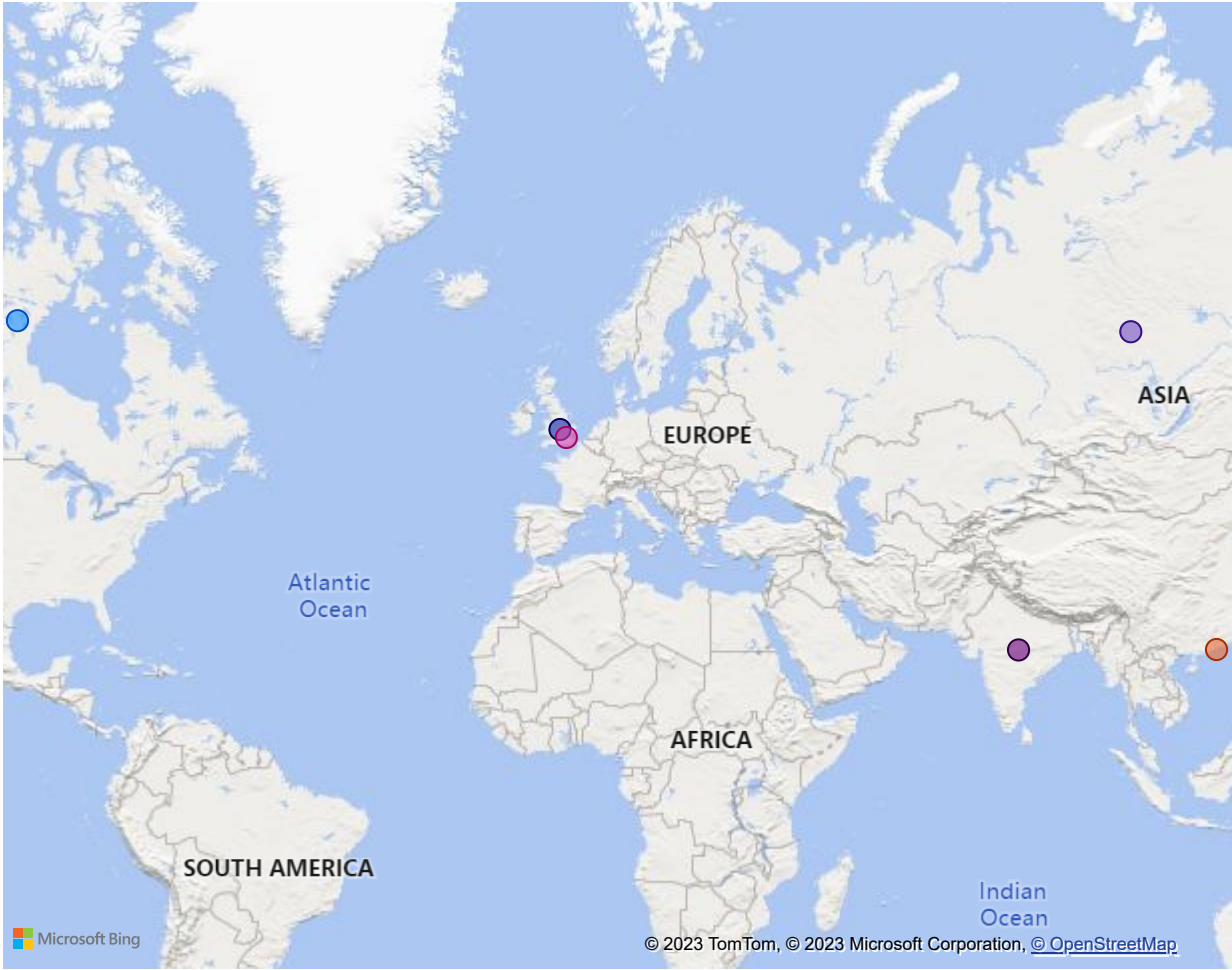 ASIA
EUROPE
Atlantic
Ocean
AFRICA
SOUTH AMERICA
Indian
Ocean
Microsoft Bing
© 2023 TomTom, © 2023 Microsoft Corporation, © OpenStreetMap